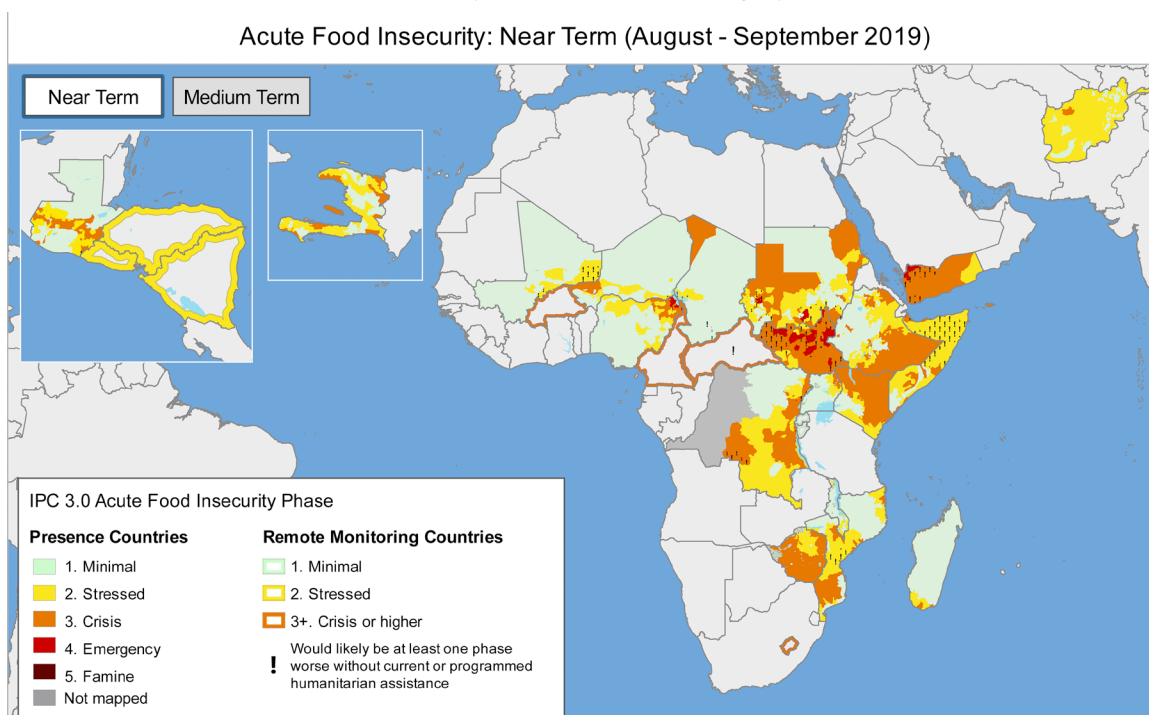 Acute Food Insecurity: Near Term (August - September 2019)
Near Term
Medium Term
IPC 3.0 Acute Food Insecurity Phase
Presence Countries
1. Minimal
2. Stressed
3. Crisis
4. Emergency
5. Famine
Not mapped
Remote Monitoring Countries
1. Minimal
2. Stressed
3+. Crisis or higher
! Would likely be at least one phase
worse without current or programmed
humanitarian assistance